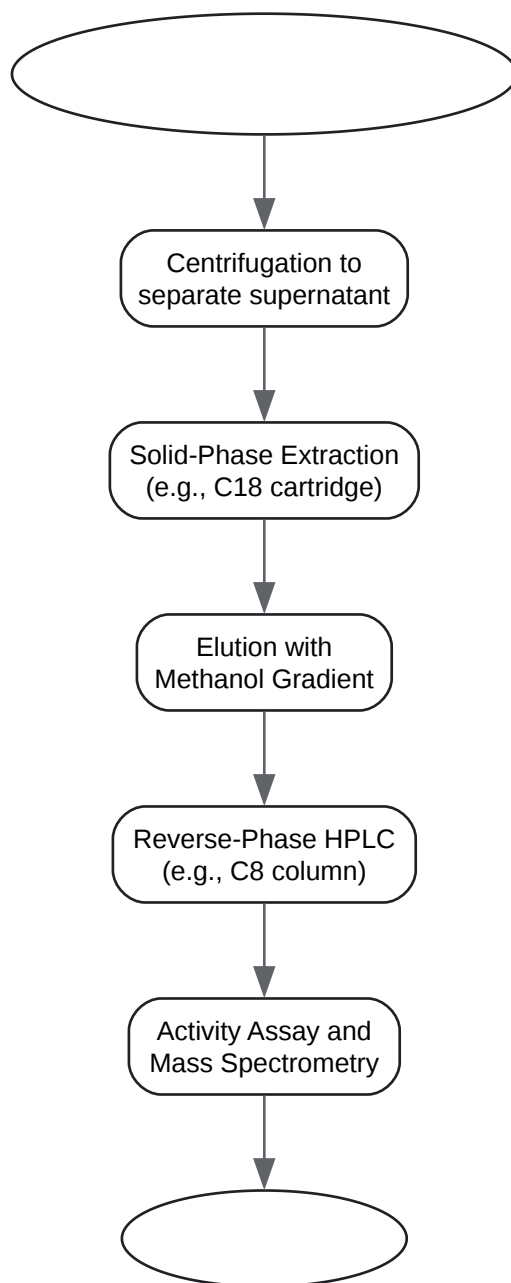 Centrifugation to
separate supernatant
Solid-Phase Extraction
(e.g., C18 cartridge)
Elution with
Methanol Gradient
Reverse-Phase HPLC
(e.g., C8 column)
Activity Assay and
Mass Spectrometry